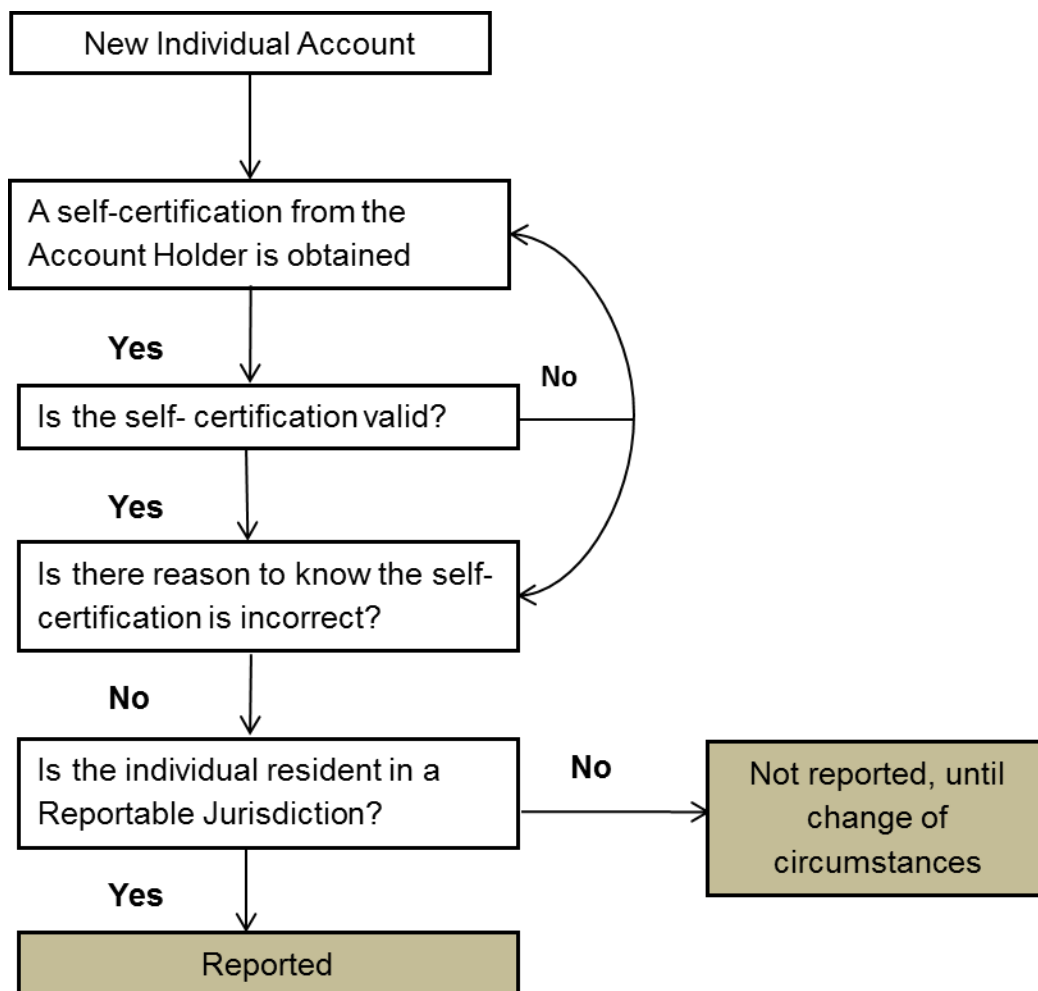 New Individual Account
A self-certification from the
Account Holder is obtained
Yes
No
Is the self- certification valid?
Yes
Is there reason to know the self-
certification is incorrect?
No
Is the individual resident in a
Reportable Jurisdiction?
No
Not reported, until
change of
circumstances
Yes
Reported